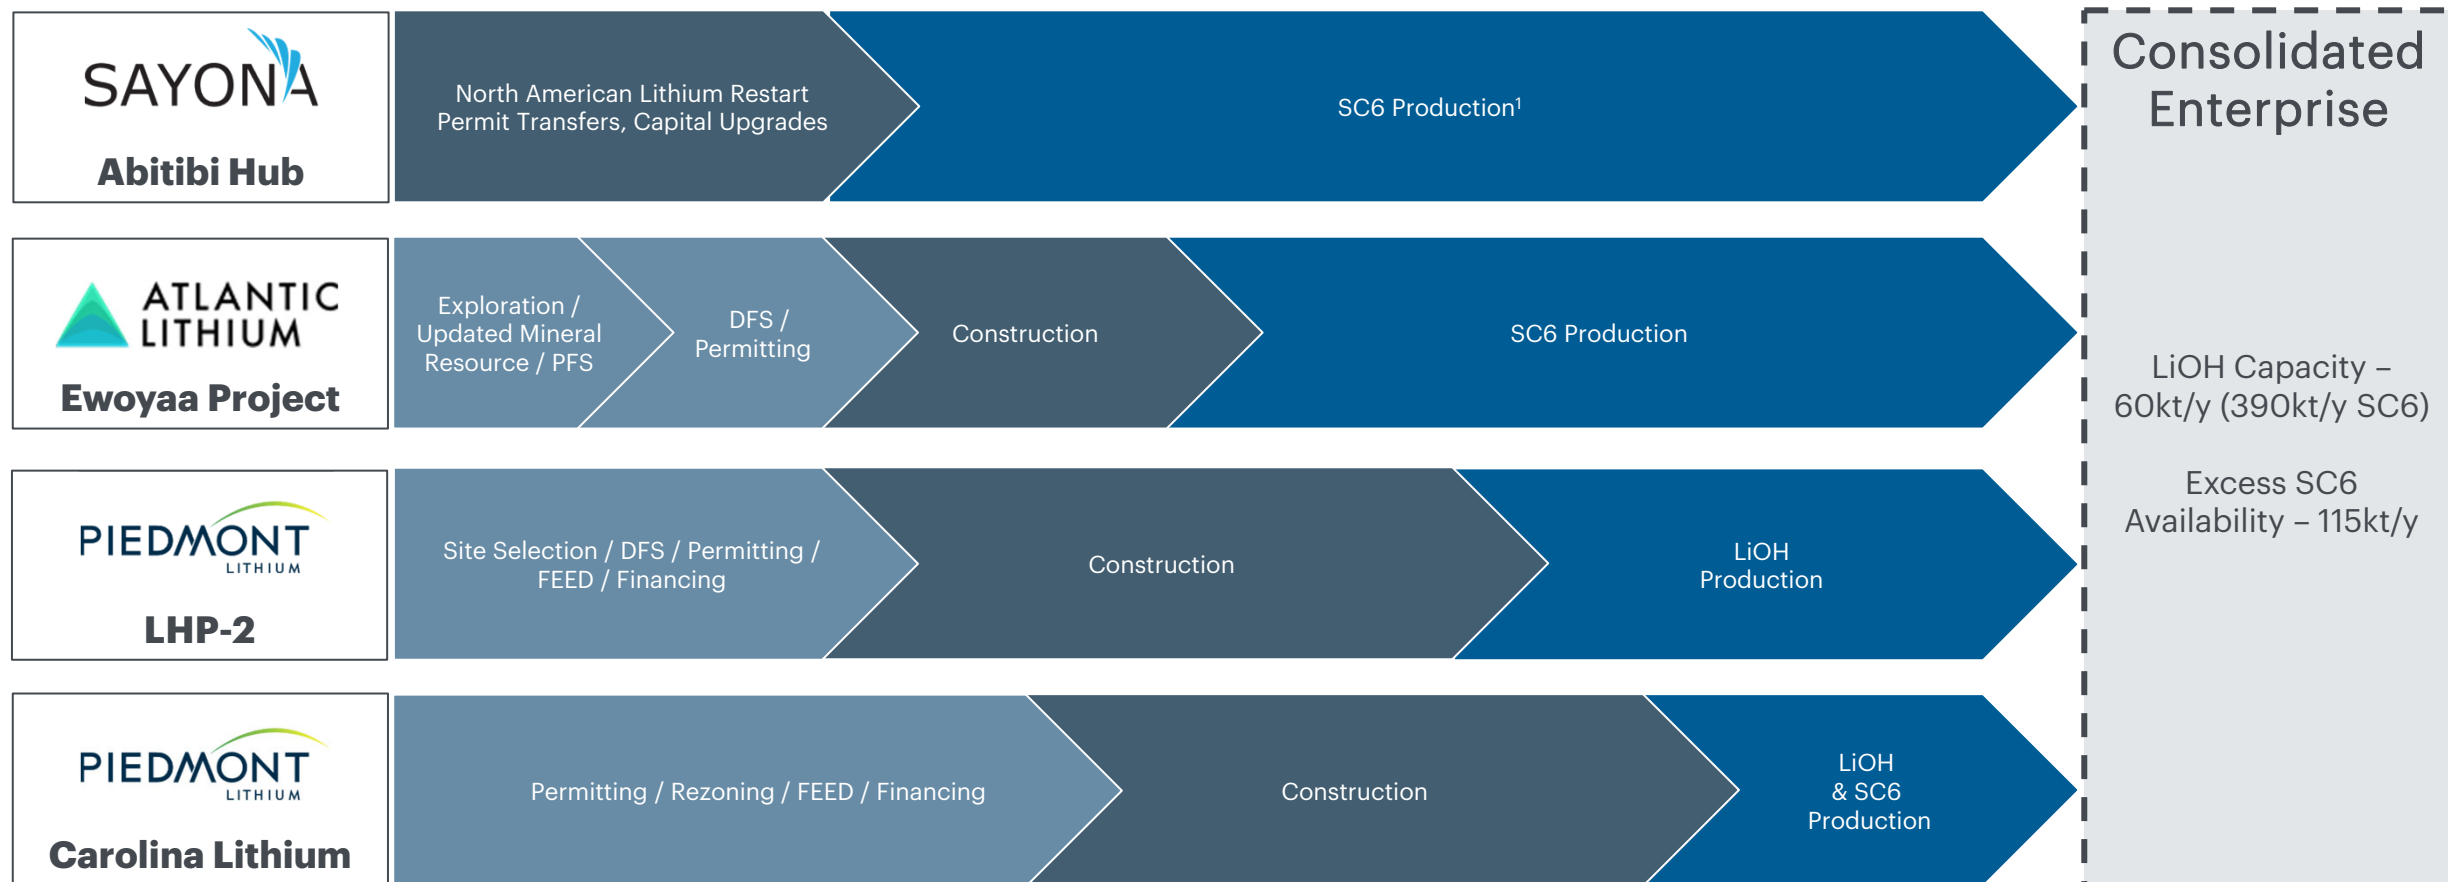 SAYONA
Abitibi Hub
North American Lithium Restart
Permit Transfers, Capital Upgrades
SC6 Production¹
ATLANTIC
LITHIUM
Ewoyaa Project
Exploration /
Updated Mineral
Resource / PFS
DFS /
Permitting
Construction
SC6 Production
PIEDMONT
LITHIUM
LHP-2
Site Selection / DFS / Permitting /
FEED / Financing
Construction
LiOH
Production
PIEDMONT
LITHIUM
Carolina Lithium
Permitting / Rezoning / FEED / Financing
Construction
LiOH
& SC6
Production
Consolidated
Enterprise
LiOH Capacity –
60kt/y (390kt/y SC6)
Excess SC6
Availability – 115kt/y